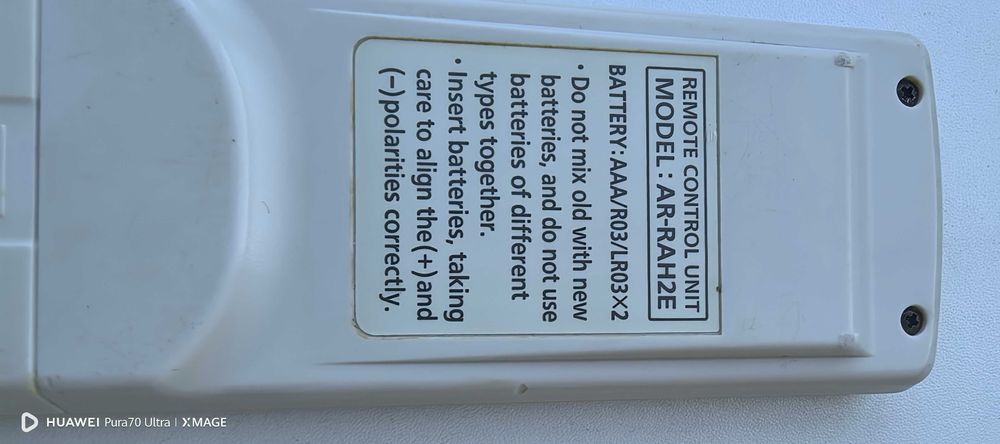 REMOTE CONTROL UNIT
MODEL : AR-RAH2E
BATTERY·AAA/R03/LR03X2
· Do not mix old with new
batteries, and do not use
batteries of different
types together.
· Insert batteries, taking
care to align the(+)and
(−)polarities correctly.
HUAWEI Pura70 Ultra | XMAGE